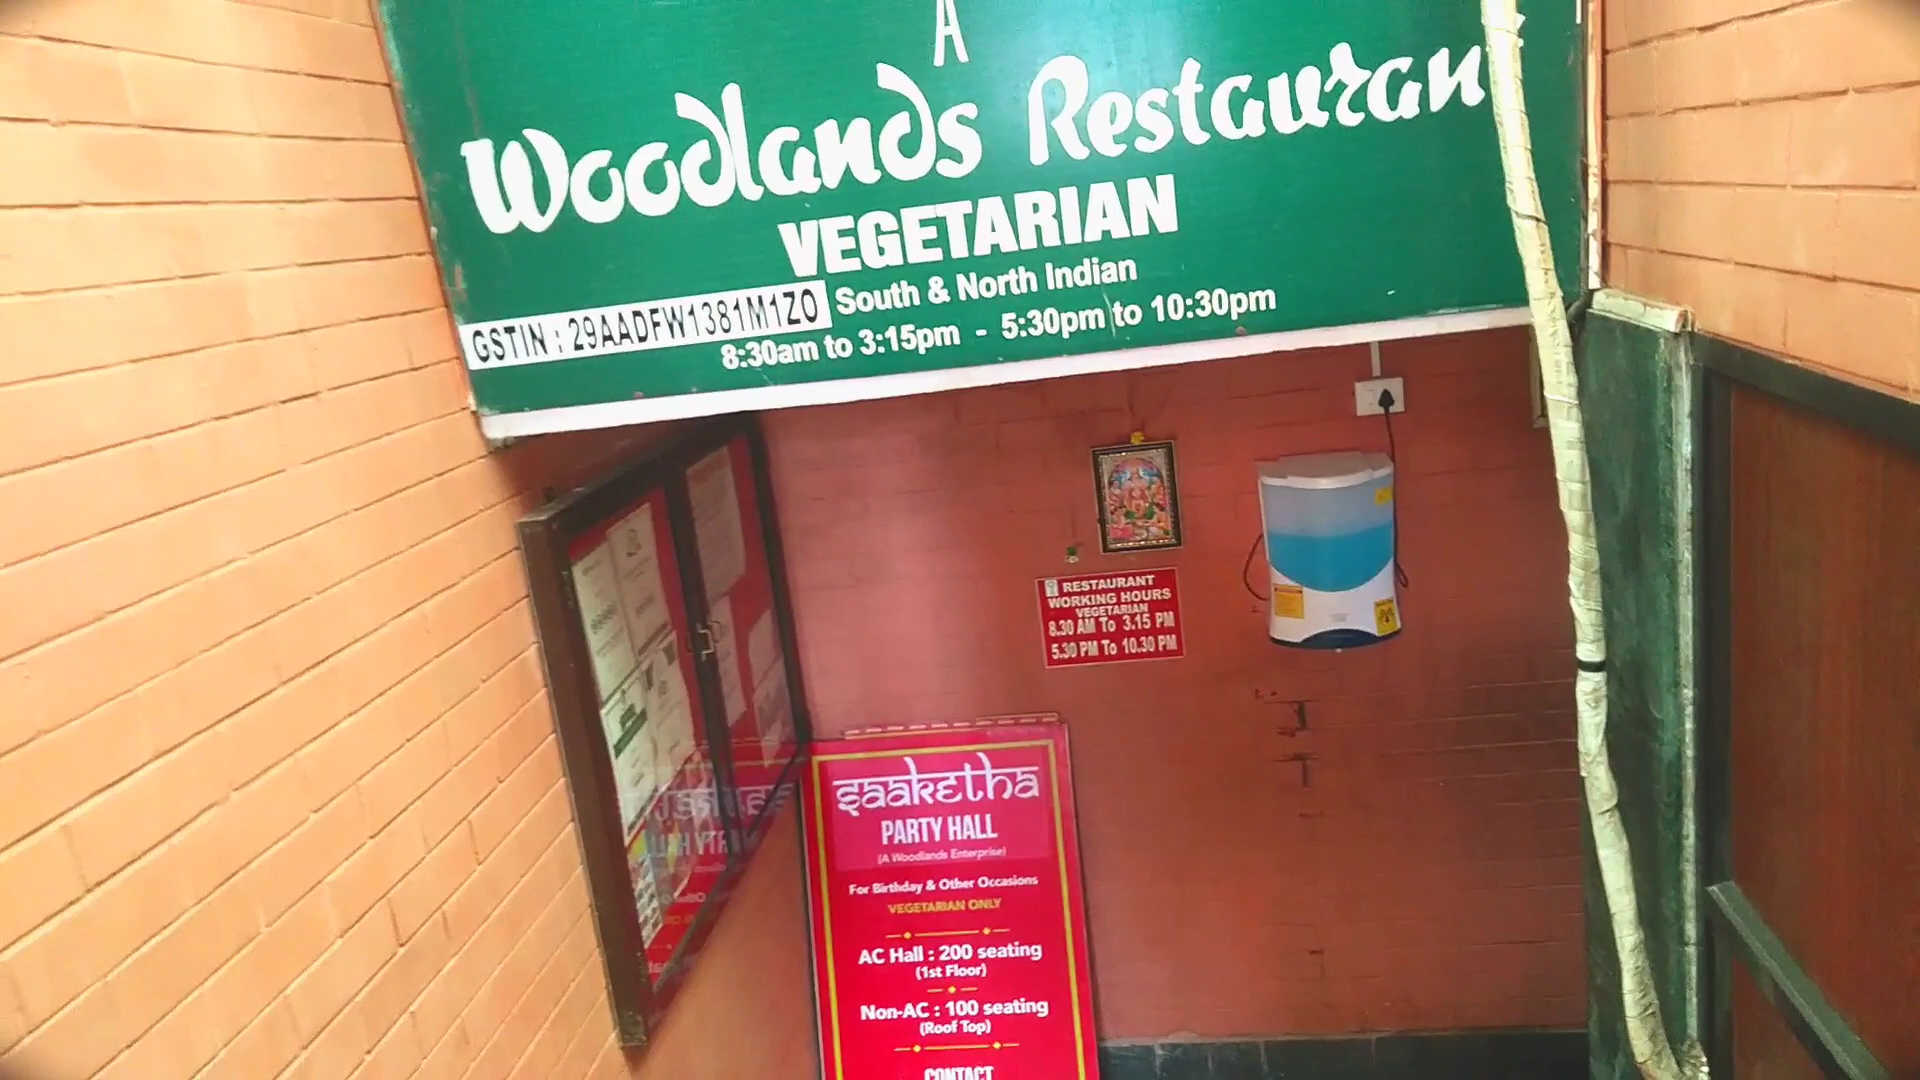 A
Woodlands Restauran
VEGETARIAN
GSTIN : 29AADFW1381M1ZO
South & North Indian
8:30am to 3:15pm - 5:30pm to 10:30pm
RESTAURANT
WORKING HOURS
VEGETARIAN
8.30 AM To 3.15 PM
5.30 PM To 10.30 PM
saaketha
PARTY HALL
(A Woodlands Enterprise)
For Birthday & Other Occasions
VEGETARIAN ONLY
AC Hall : 200 seating
(1st Floor)
Non-AC : 100 seating
(Roof Top)
CONTACT